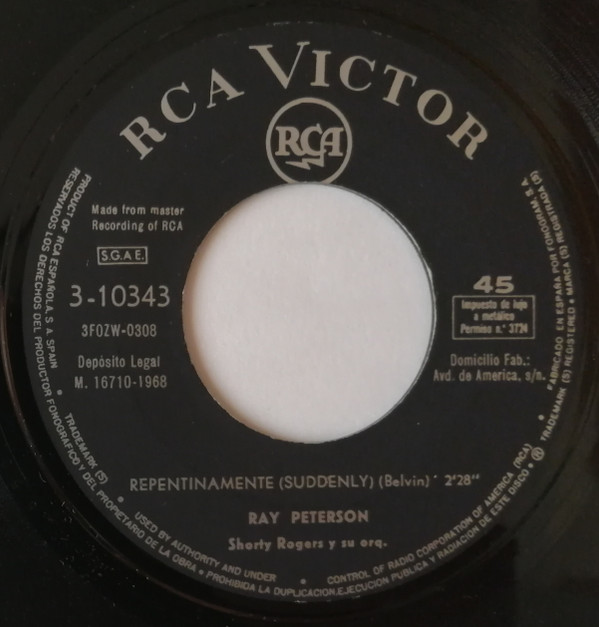 RCA VICTOR
RCA
Made from master
Recording of RCA
S.G.A.E.
3-10343
3FOZW-0308
Depósito Legal
M. 16710-1968
45
Impuesto de lujo
a metálico
Permiso n.° 3724
Domicilio Fab.:
Avd. de America, s/n.
REPENTINAMENTE (SUDDENLY) (Belvin) 2'28"
RAY PETERSON
Shorty Rogers y su orq.
PRODUCT OF RCA ESPAÑOLA, S. A. SPAIN • TRADEMARK (S) • USED BY AUTHORITY AND UNDER • CONTROL OF RADIO CORPORATION OF AMERICA (RCA) • ® TRADEMARK (S) REGISTERED • MARCA (S) REGISTRADA (S)
RESERVADOS LOS DERECHOS DEL PRODUCTOR FONOGRAFICO Y DEL PROPIETARIO DE LA OBRA • PROHIBIDA LA DUPLICACION, EJECUCION PUBLICA Y RADIACION DE ESTE DISCO •
FABRICADO EN ESPAÑA POR FONOGRAM, S A